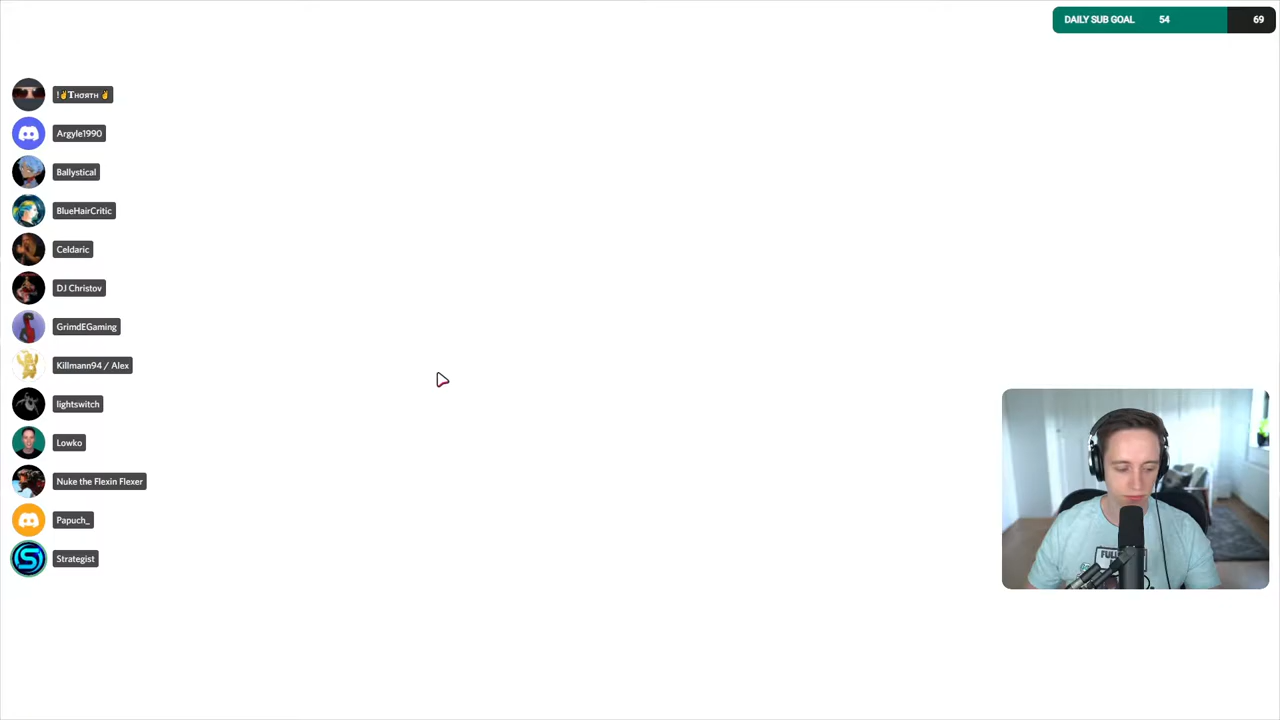 DAILY SUB GOAL 54 69
!✌Tнσятн ✌
Argyle1990
Ballystical
BlueHairCritic
Celdaric
DJ Christov
GrimdEGaming
Killmann94 / Alex
lightswitch
Lowko
Nuke the Flexin Flexer
Papuch_
Strategist